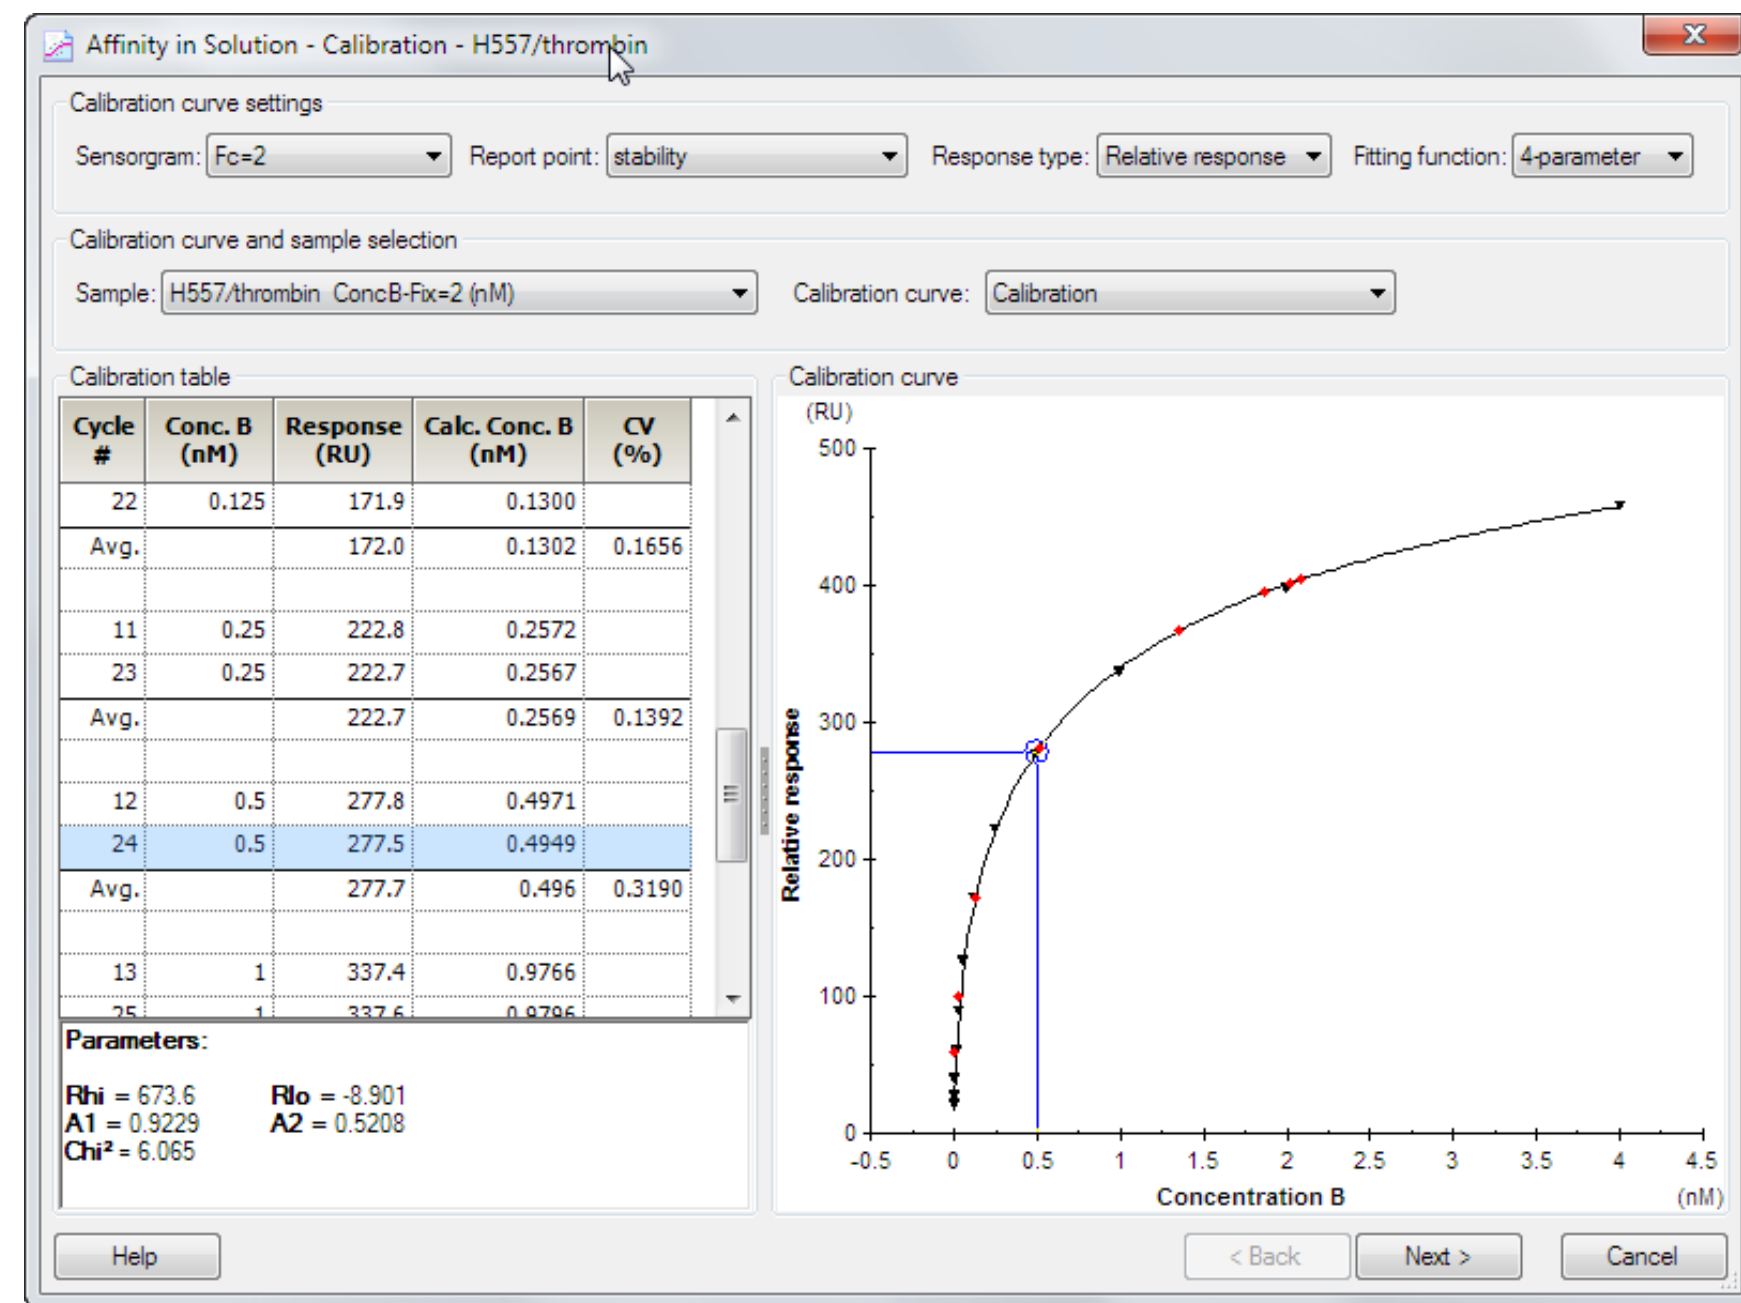 Affinity in Solution - Calibration - H557/thrombin
Calibration curve settings
Sensorgram: Fc=2 Report point: stability Response type: Relative response Fitting function: 4-parameter
Calibration curve and sample selection
Sample: H557/thrombin ConcB-Fix=2 (nM) Calibration curve: Calibration
Calibration table
Cycle # Conc. B (nM) Response (RU) Calc. Conc. B (nM) CV (%)
22 0.125 171.9 0.1300
Avg. 172.0 0.1302 0.1656
11 0.25 222.8 0.2572
23 0.25 222.7 0.2567
Avg. 222.7 0.2569 0.1392
12 0.5 277.8 0.4971
24 0.5 277.5 0.4949
Avg. 277.7 0.496 0.3190
13 1 337.4 0.9766
25 1 337.6 0.9796
Parameters:
Rhi = 673.6 Rlo = -8.901
A1 = 0.9229 A2 = 0.5208
Chi² = 6.065
Calibration curve
(RU)
500
400
300
200
100
0
Relative response
-0.5 0 0.5 1 1.5 2 2.5 3 3.5 4 4.5
Concentration B (nM)
Help < Back Next > Cancel